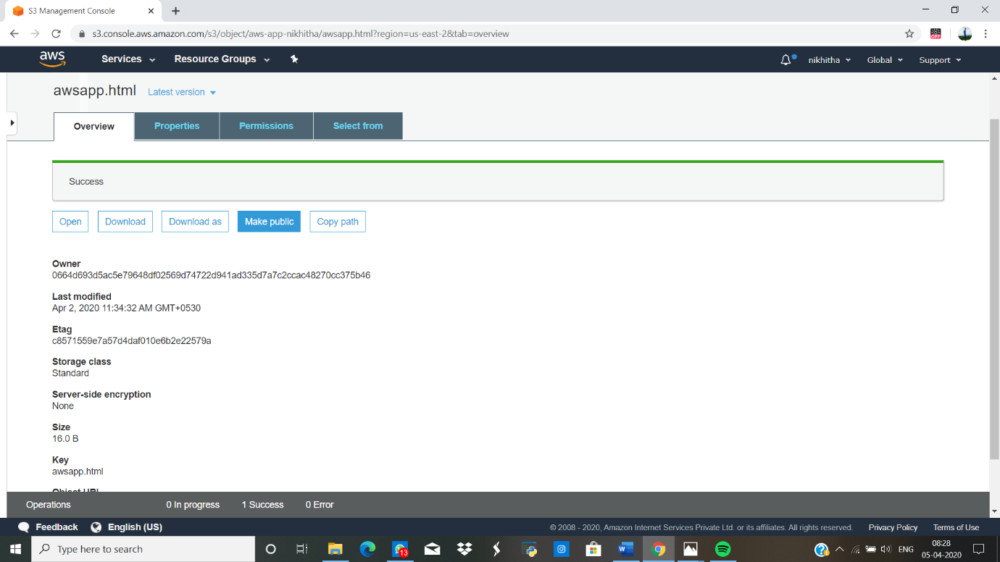 S3 Management Console
s3.console.aws.amazon.com/s3/object/aws-app-nikhitha/awsapp.html?region=us-east-2&tab=overview
OFF
aws Services Resource Groups nikhitha Global Support
awsapp.html Latest version
Overview Properties Permissions Select from
Success
Open Download Download as Make public Copy path
Owner
0664d693d5ac5e79648df02569d74722d941ad335d7a7c2ccac48270cc375b46
Last modified
Apr 2, 2020 11:34:32 AM GMT+0530
Etag
c8571559e7a57d4daf010e6b2e22579a
Storage class
Standard
Server-side encryption
None
Size
16.0 B
Key
awsapp.html
Object URL
Operations 0 In progress 1 Success 0 Error
Feedback English (US) © 2008 - 2020, Amazon Internet Services Private Ltd. or its affiliates. All rights reserved. Privacy Policy Terms of Use
Type here to search 13 W ENG 08:28
05-04-2020